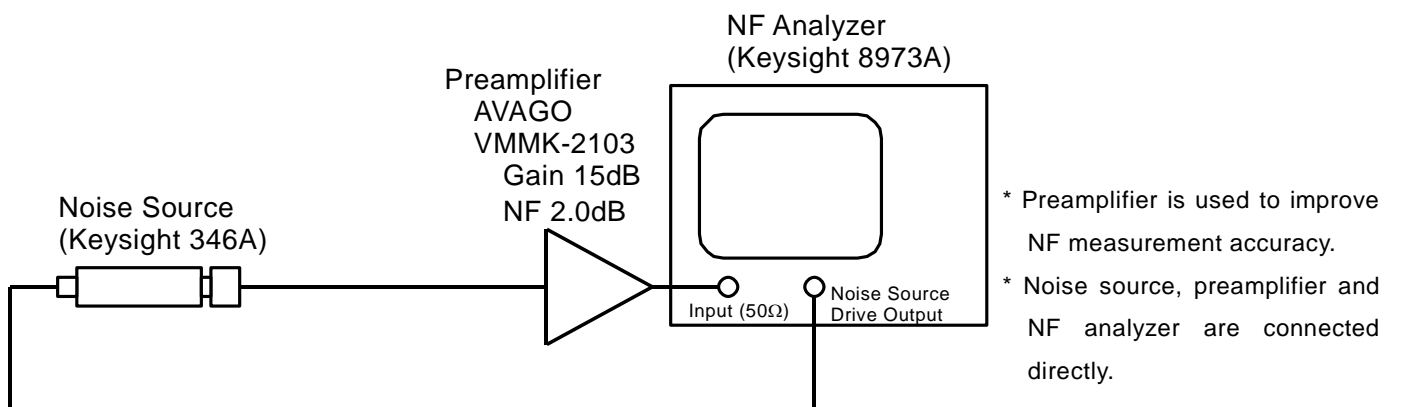 NF Analyzer
(Keysight 8973A)
Preamplifier
AVAGO
VMMK-2103
Gain 15dB
NF 2.0dB
Noise Source
(Keysight 346A)
Input (50Ω)
Noise Source
Drive Output
* Preamplifier is used to improve
NF measurement accuracy.
* Noise source, preamplifier and
NF analyzer are connected
directly.